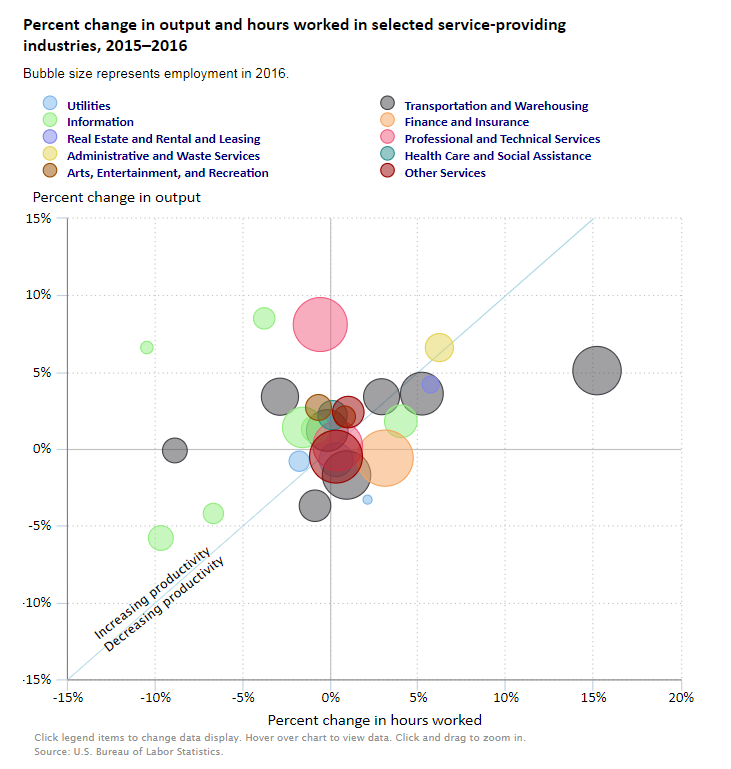 Percent change in output and hours worked in selected service-providing
industries, 2015–2016
Bubble size represents employment in 2016.
Utilities
Transportation and Warehousing
Information
Finance and Insurance
Real Estate and Rental and Leasing
Professional and Technical Services
Administrative and Waste Services
Health Care and Social Assistance
Arts, Entertainment, and Recreation
Other Services
Percent change in output
15%
10%
5%
0%
-5%
-10%
-15%
Increasing productivity
Decreasing productivity
-15%
-10%
-5%
0%
5%
10%
15%
20%
Percent change in hours worked
Click legend items to change data display. Hover over chart to view data. Click and drag to zoom in.
Source: U.S. Bureau of Labor Statistics.